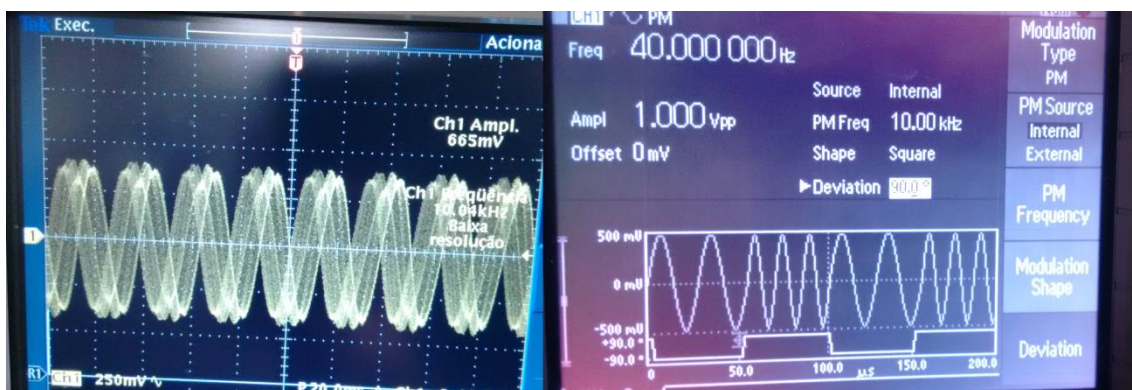 Tek Exec.
Aciona
T
Ch1 Ampl.
665mV
Ch1 Freqüência
10.04kHz
Baixa
resolução
1
R1
Ch1 250mV
CH1 PM
Freq 40.000 000 Hz
Source Internal
Ampl 1.000 Vpp
PM Freq 10.00 kHz
Offset 0 mV
Shape Square
Deviation 90.0 °
500 mV
0 mV
-500 mV
+90.0 °
-90.0 °
0 50.0 100.0 µS 150.0 200.0
Modulation
Type
PM
PM Source
Internal
External
PM
Frequency
Modulation
Shape
Deviation